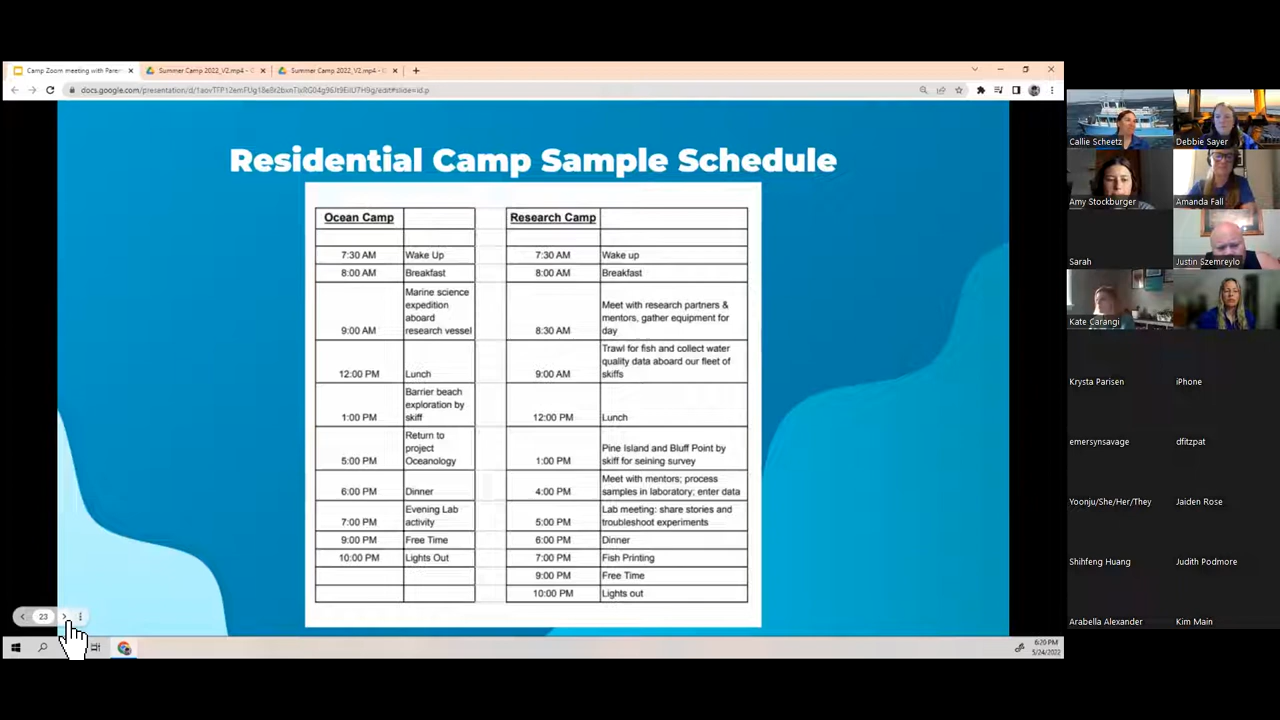 Camp Zoom meeting with Paren
Summer Camp 2022_V2.mp4 - G
Summer Camp 2022_V2.mp4 - G
Residential Camp Sample Schedule
Ocean Camp
7:30 AM Wake Up
8:00 AM Breakfast
Marine science
expedition
aboard
9:00 AM research vessel
12:00 PM Lunch
Barrier beach
exploration by
1:00 PM skiff
Return to
project
5:00 PM Oceanology
6:00 PM Dinner
Evening Lab
7:00 PM activity
9:00 PM Free Time
10:00 PM Lights Out
Research Camp
7:30 AM Wake up
8:00 AM Breakfast
Meet with research partners &
mentors, gather equipment for
8:30 AM day
Trawl for fish and collect water
quality data aboard our fleet of
9:00 AM skiffs
12:00 PM Lunch
Pine Island and Bluff Point by
1:00 PM skiff for seining survey
Meet with mentors; process
4:00 PM samples in laboratory; enter data
Lab meeting: share stories and
5:00 PM troubleshoot experiments
6:00 PM Dinner
7:00 PM Fish Printing
9:00 PM Free Time
10:00 PM Lights out
23
6:20 PM
5/24/2022
Callie Scheetz
Debbie Sayer
Amy Stockburger
Amanda Fall
Sarah
Justin Szemreylo
Kate Carangi
Krysta Parisen
iPhone
emersynsavage
dfitzpat
Yoonju/She/Her/They
Jaiden Rose
Shihfeng Huang
Judith Podmore
Arabella Alexander
Kim Main